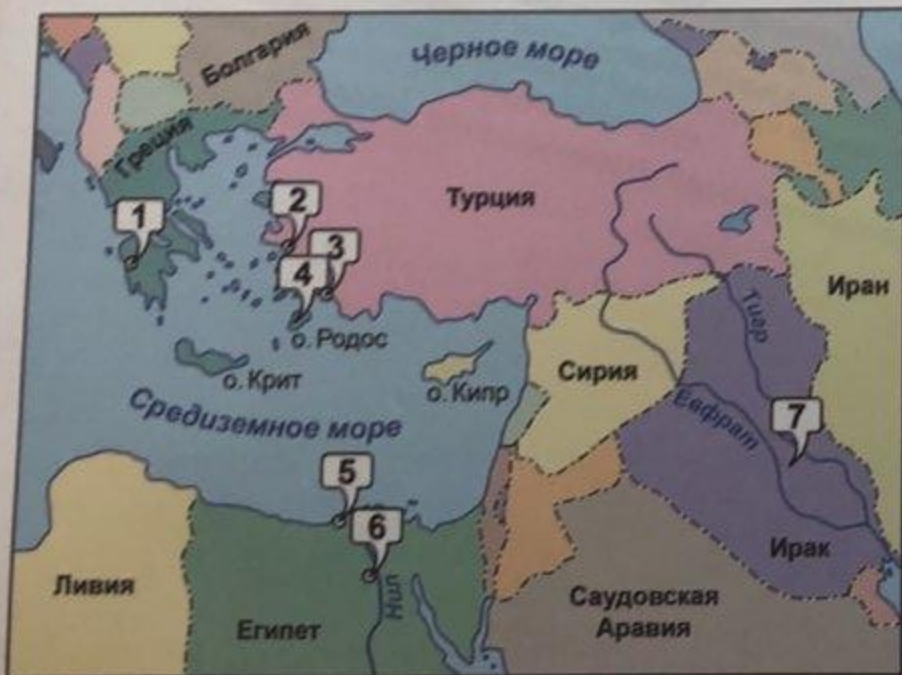 Болгария
Черное море
Греция
1
2
3
4
Турция
Иран
Тигр
о. Родос
о. Крит
о. Кипр
Сирия
Евфрат
7
Средиземное море
5
6
Ирак
Ливия
Нил
Египет
Саудовская
Аравия